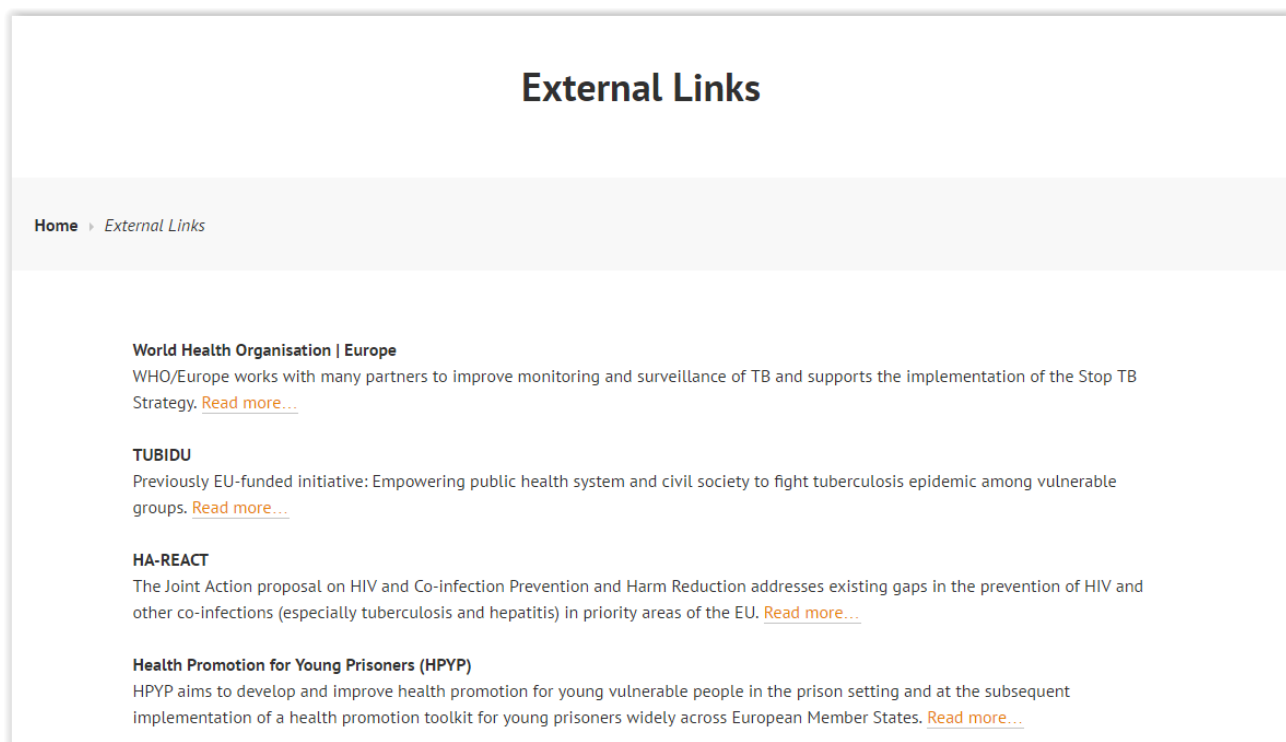 External Links
Home External Links
World Health Organisation | Europe
WHO/Europe works with many partners to improve monitoring and surveillance of TB and supports the implementation of the Stop TB
Strategy. Read more…
TUBIDU
Previously EU-funded initiative: Empowering public health system and civil society to fight tuberculosis epidemic among vulnerable
groups. Read more…
HA-REACT
The Joint Action proposal on HIV and Co-infection Prevention and Harm Reduction addresses existing gaps in the prevention of HIV and
other co-infections (especially tuberculosis and hepatitis) in priority areas of the EU. Read more…
Health Promotion for Young Prisoners (HPYP)
HPYP aims to develop and improve health promotion for young vulnerable people in the prison setting and at the subsequent
implementation of a health promotion toolkit for young prisoners widely across European Member States. Read more…